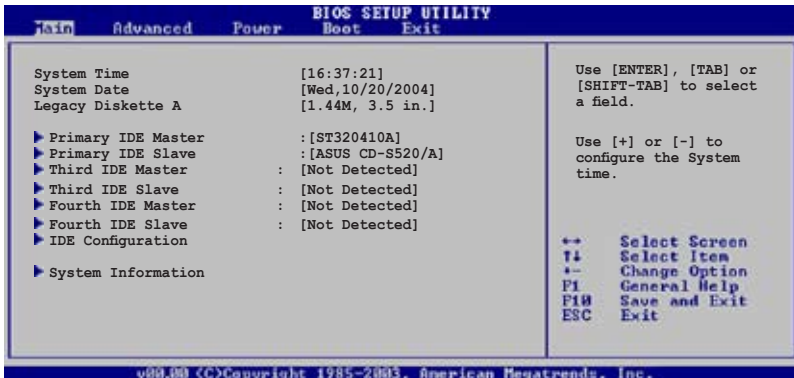 BIOS SETUP UTILITY
Main Advanced Power Boot Exit
System Time [16:37:21]
System Date [Wed,10/20/2004]
Legacy Diskette A [1.44M, 3.5 in.]
Primary IDE Master :[ST320410A]
Primary IDE Slave :[ASUS CD-S520/A]
Third IDE Master : [Not Detected]
Third IDE Slave : [Not Detected]
Fourth IDE Master : [Not Detected]
Fourth IDE Slave : [Not Detected]
IDE Configuration
System Information
Use [ENTER], [TAB] or
[SHIFT-TAB] to select
a field.
Use [+] or [-] to
configure the System
time.
←→ Select Screen
↑↓ Select Item
+- Change Option
F1 General Help
F10 Save and Exit
ESC Exit
v00.00 (C)Copyright 1985-2003, American Megatrends, Inc.